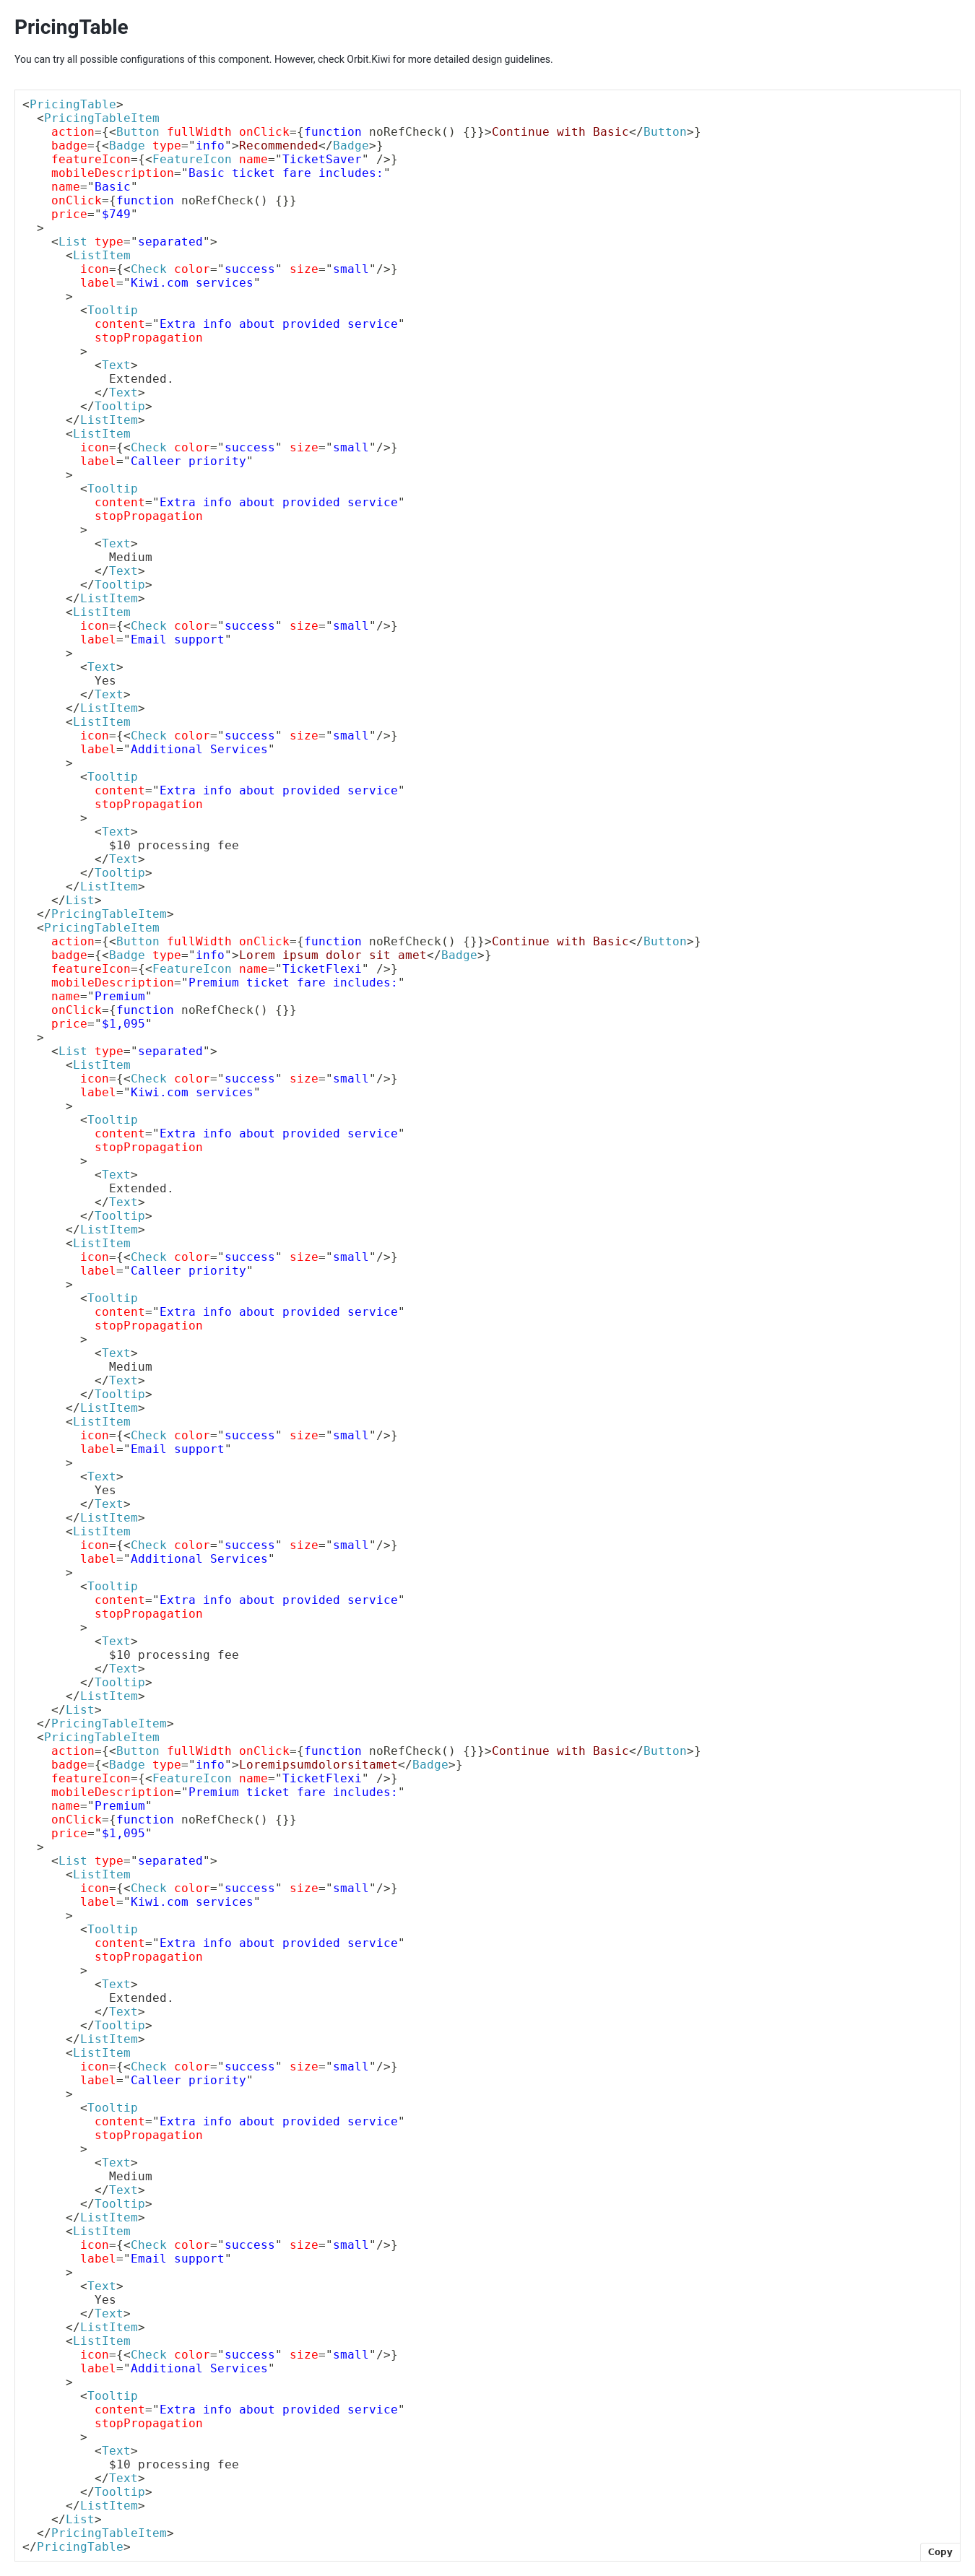 PricingTable
You can try all possible configurations of this component. However, check Orbit.Kiwi for more detailed design guidelines.
<PricingTable>
  <PricingTableItem
    action={<Button fullWidth onClick={function noRefCheck() {}}>Continue with Basic</Button>}
    badge={<Badge type="info">Recommended</Badge>}
    featureIcon={<FeatureIcon name="TicketSaver" />}
    mobileDescription="Basic ticket fare includes:"
    name="Basic"
    onClick={function noRefCheck() {}}
    price="$749"
  >
    <List type="separated">
      <ListItem
        icon={<Check color="success" size="small"/>}
        label="Kiwi.com services"
      >
        <Tooltip
          content="Extra info about provided service"
          stopPropagation
        >
          <Text>
            Extended.
          </Text>
        </Tooltip>
      </ListItem>
      <ListItem
        icon={<Check color="success" size="small"/>}
        label="Calleer priority"
      >
        <Tooltip
          content="Extra info about provided service"
          stopPropagation
        >
          <Text>
            Medium
          </Text>
        </Tooltip>
      </ListItem>
      <ListItem
        icon={<Check color="success" size="small"/>}
        label="Email support"
      >
        <Text>
          Yes
        </Text>
      </ListItem>
      <ListItem
        icon={<Check color="success" size="small"/>}
        label="Additional Services"
      >
        <Tooltip
          content="Extra info about provided service"
          stopPropagation
        >
          <Text>
            $10 processing fee
          </Text>
        </Tooltip>
      </ListItem>
    </List>
  </PricingTableItem>
  <PricingTableItem
    action={<Button fullWidth onClick={function noRefCheck() {}}>Continue with Basic</Button>}
    badge={<Badge type="info">Lorem ipsum dolor sit amet</Badge>}
    featureIcon={<FeatureIcon name="TicketFlexi" />}
    mobileDescription="Premium ticket fare includes:"
    name="Premium"
    onClick={function noRefCheck() {}}
    price="$1,095"
  >
    <List type="separated">
      <ListItem
        icon={<Check color="success" size="small"/>}
        label="Kiwi.com services"
      >
        <Tooltip
          content="Extra info about provided service"
          stopPropagation
        >
          <Text>
            Extended.
          </Text>
        </Tooltip>
      </ListItem>
      <ListItem
        icon={<Check color="success" size="small"/>}
        label="Calleer priority"
      >
        <Tooltip
          content="Extra info about provided service"
          stopPropagation
        >
          <Text>
            Medium
          </Text>
        </Tooltip>
      </ListItem>
      <ListItem
        icon={<Check color="success" size="small"/>}
        label="Email support"
      >
        <Text>
          Yes
        </Text>
      </ListItem>
      <ListItem
        icon={<Check color="success" size="small"/>}
        label="Additional Services"
      >
        <Tooltip
          content="Extra info about provided service"
          stopPropagation
        >
          <Text>
            $10 processing fee
          </Text>
        </Tooltip>
      </ListItem>
    </List>
  </PricingTableItem>
  <PricingTableItem
    action={<Button fullWidth onClick={function noRefCheck() {}}>Continue with Basic</Button>}
    badge={<Badge type="info">Loremipsumdolorsitamet</Badge>}
    featureIcon={<FeatureIcon name="TicketFlexi" />}
    mobileDescription="Premium ticket fare includes:"
    name="Premium"
    onClick={function noRefCheck() {}}
    price="$1,095"
  >
    <List type="separated">
      <ListItem
        icon={<Check color="success" size="small"/>}
        label="Kiwi.com services"
      >
        <Tooltip
          content="Extra info about provided service"
          stopPropagation
        >
          <Text>
            Extended.
          </Text>
        </Tooltip>
      </ListItem>
      <ListItem
        icon={<Check color="success" size="small"/>}
        label="Calleer priority"
      >
        <Tooltip
          content="Extra info about provided service"
          stopPropagation
        >
          <Text>
            Medium
          </Text>
        </Tooltip>
      </ListItem>
      <ListItem
        icon={<Check color="success" size="small"/>}
        label="Email support"
      >
        <Text>
          Yes
        </Text>
      </ListItem>
      <ListItem
        icon={<Check color="success" size="small"/>}
        label="Additional Services"
      >
        <Tooltip
          content="Extra info about provided service"
          stopPropagation
        >
          <Text>
            $10 processing fee
          </Text>
        </Tooltip>
      </ListItem>
    </List>
  </PricingTableItem>
</PricingTable>
Copy